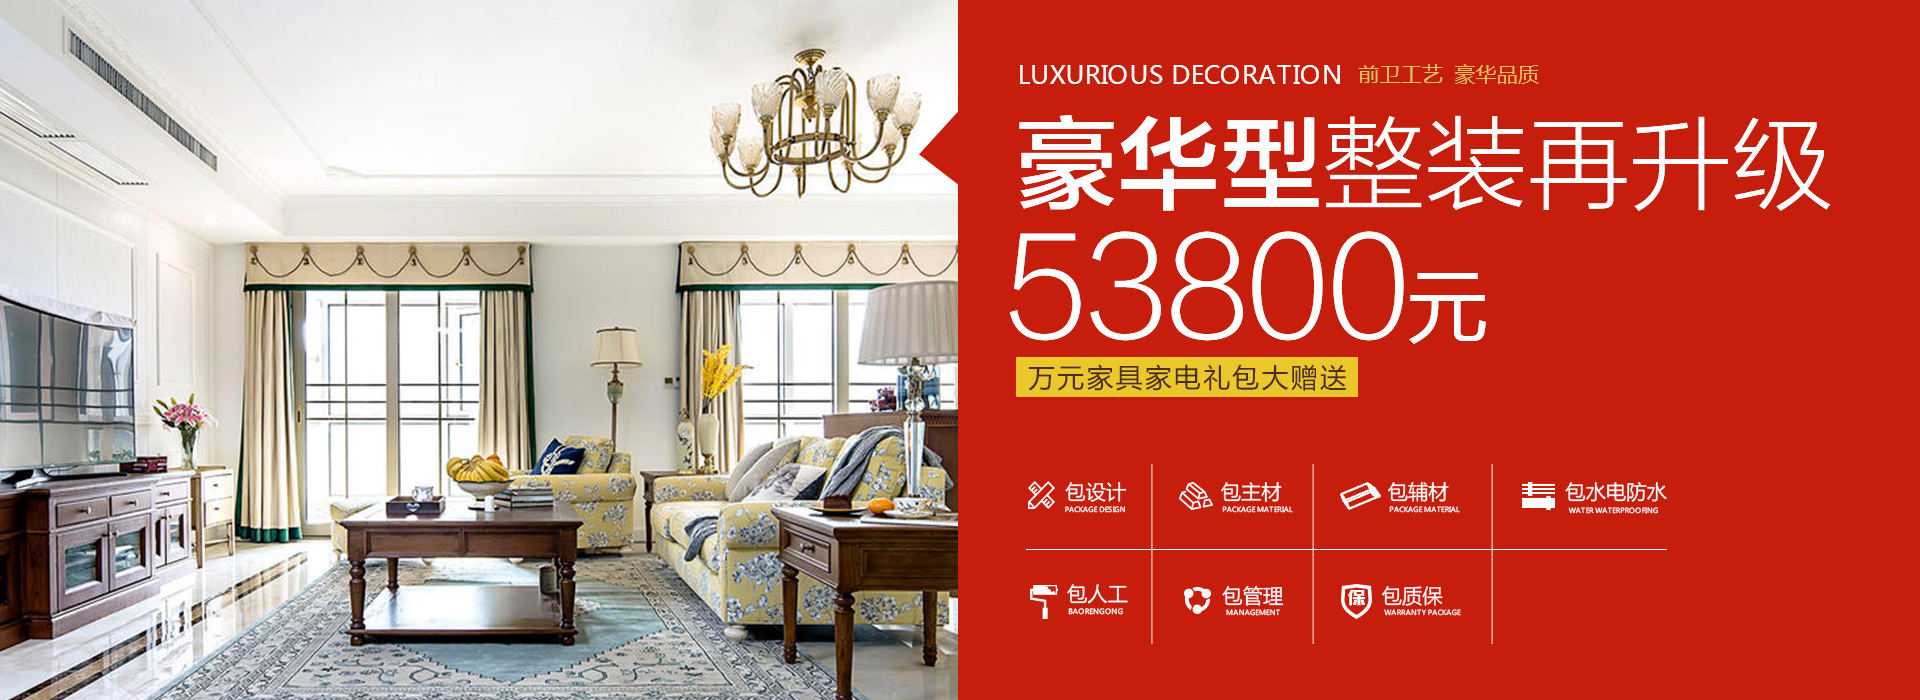 LUXURIOUS DECORATION 前卫工艺 豪华品质
豪华型整装再升级
53800元
万元家具家电礼包大赠送
包设计
PACKAGE DESIGN
包主材
PACKAGE MATERIAL
包辅材
PACKAGE MATERIAL
包水电防水
WATER WATERPROOFING
包人工
BAORENGONG
包管理
MANAGEMENT
保
包质保
WARRANTY PACKAGE